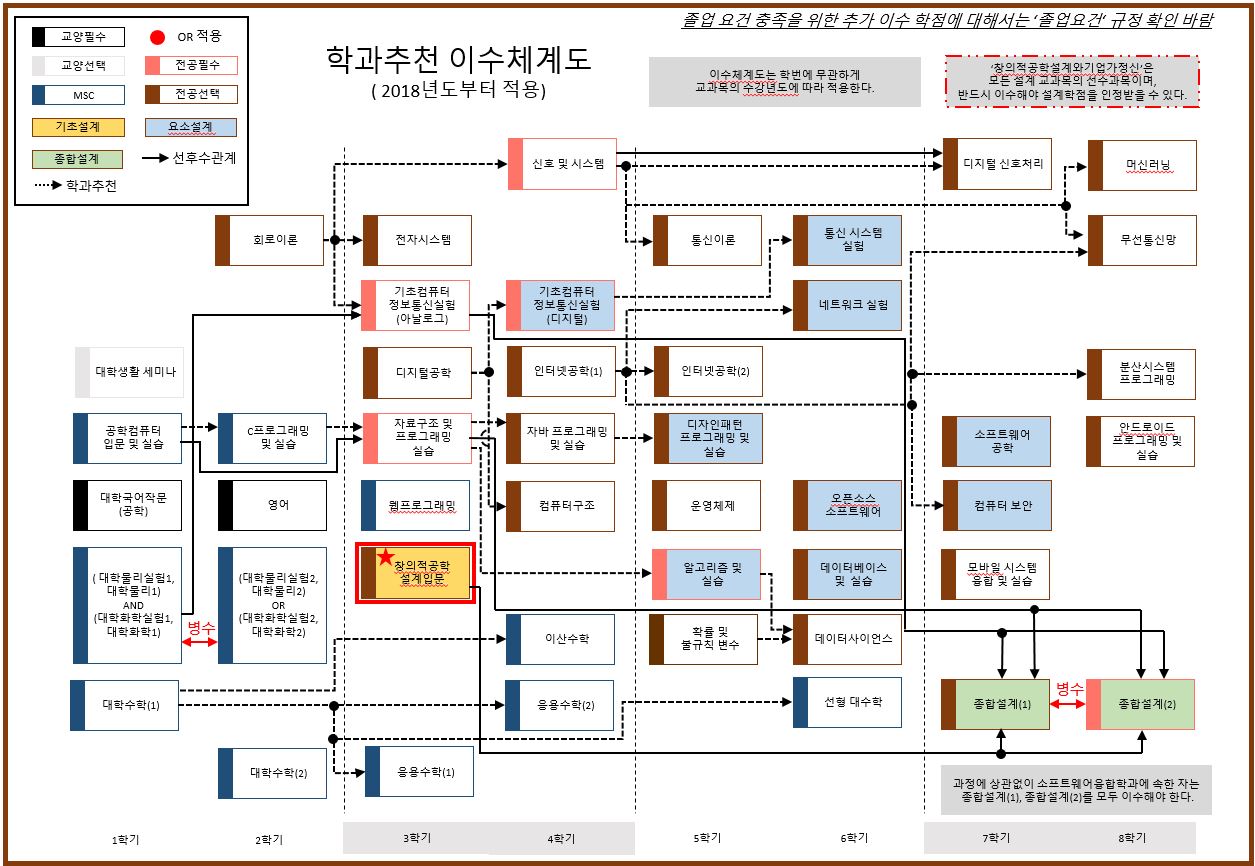 졸업 요건 충족을 위한 추가 이수 학점에 대해서는 ‘졸업요건‘ 규정 확인 바람
교양필수
OR 적용
교양선택
전공필수
MSC
전공선택
기초설계
요소설계
종합설계
선후수관계
학과추천
학과추천 이수체계도
( 2018년도부터 적용)
이수체계도는 학번에 무관하게
교과목의 수강년도에 따라 적용한다.
‘창의적공학설계와기업가정신’은
모든 설계 교과목의 선수과목이며,
반드시 이수해야 설계학점을 인정받을 수 있다.
신호 및 시스템
디지털 신호처리
머신러닝
회로이론
전자시스템
통신이론
통신 시스템
실험
무선통신망
기초컴퓨터
정보통신실험
(아날로그)
기초컴퓨터
정보통신실험
(디지털)
네트워크 실험
대학생활 세미나
디지털공학
인터넷공학(1)
인터넷공학(2)
분산시스템
프로그래밍
공학컴퓨터
입문 및 실습
C프로그래밍
및 실습
자료구조 및
프로그래밍
실습
자바 프로그래밍
및 실습
디자인패턴
프로그래밍 및
실습
소프트웨어
공학
안드로이드
프로그래밍 및
실습
대학국어작문
(공학)
영어
웹프로그래밍
컴퓨터구조
운영체제
오픈소스
소프트웨어
컴퓨터 보안
( 대학물리실험1,
대학물리1)
AND
(대학화학실험1,
대학화학1)
병수
(대학물리실험2,
대학물리2)
OR
(대학화학실험2,
대학화학2)
창의적공학
설계입문
알고리즘 및
실습
데이터베이스
및 실습
모바일 시스템
융합 및 실습
이산수학
확률 및
불규칙 변수
데이터사이언스
대학수학(1)
응용수학(2)
선형 대수학
종합설계(1)
병수
종합설계(2)
대학수학(2)
응용수학(1)
과정에 상관없이 소프트웨어융합학과에 속한 자는
종합설계(1), 종합설계(2)를 모두 이수해야 한다.
1학기
2학기
3학기
4학기
5학기
6학기
7학기
8학기